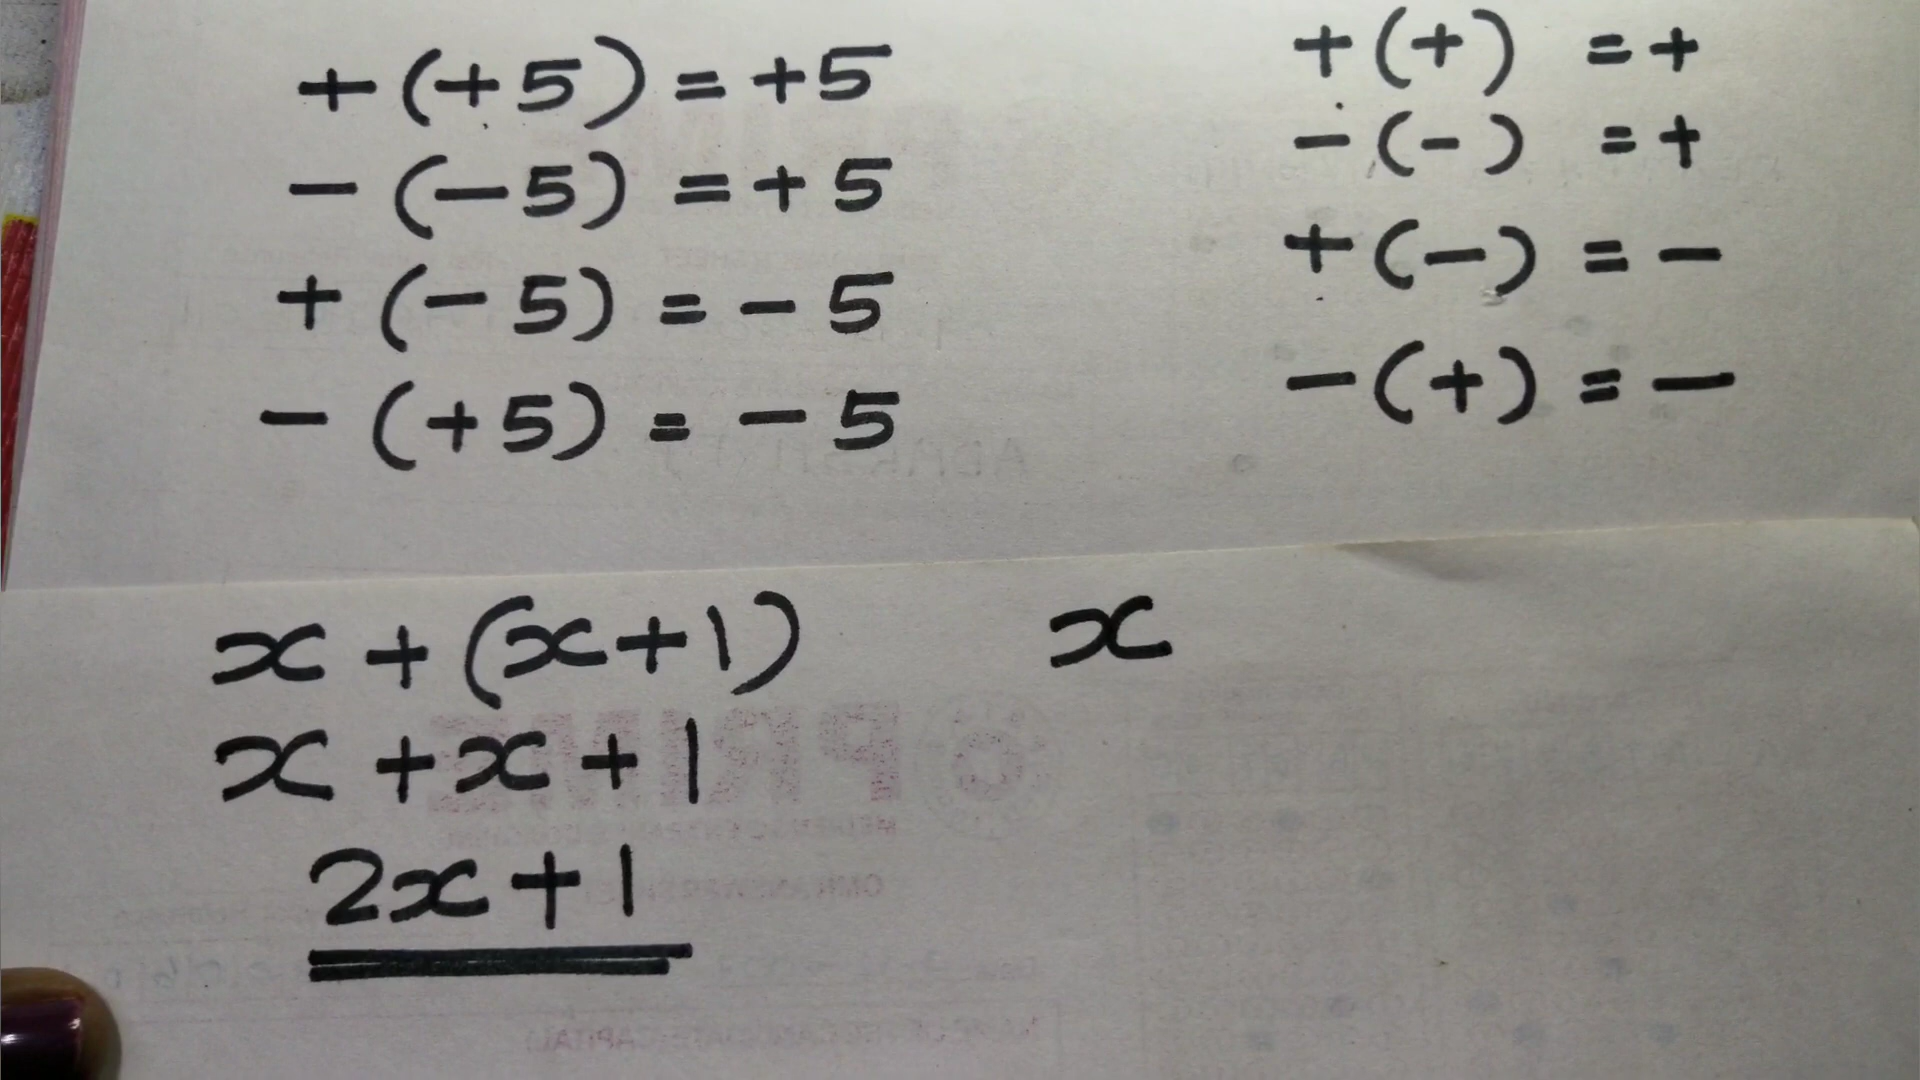 +(+5) = +5
-(-5) = +5
+(-5) = -5
-(+5) = -5
+(+) = +
-(-) = +
+(-) = -
-(+) = -
x + (x+1)
x + x + 1
2x + 1
x